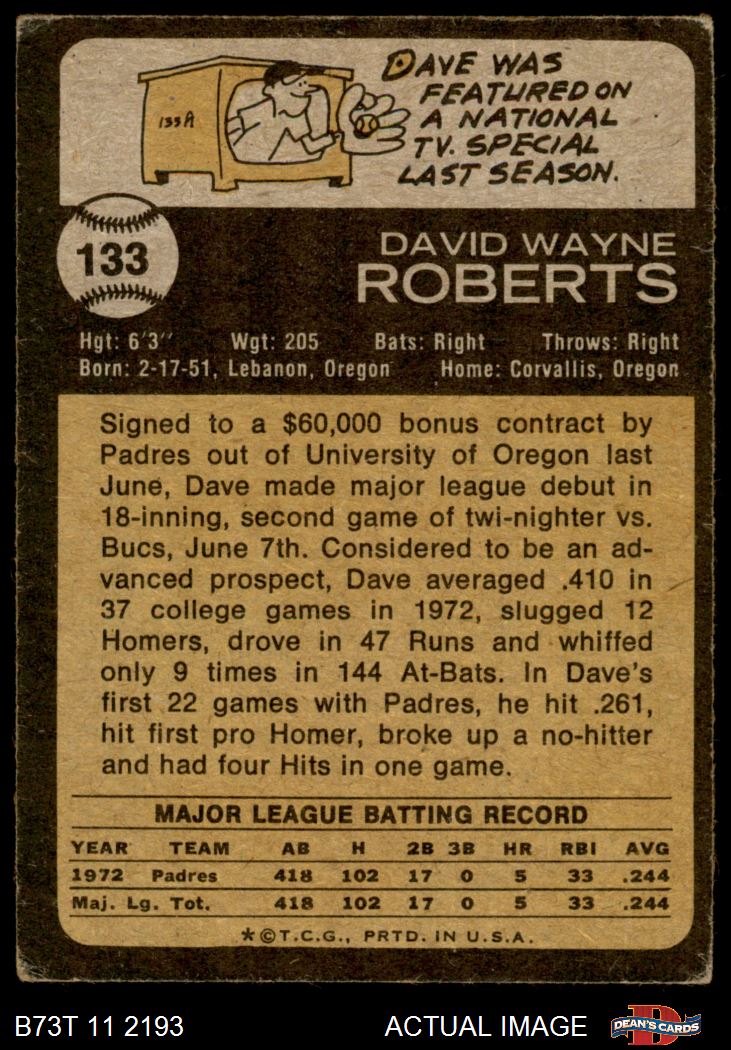 DAVE WAS
FEATURED ON
A NATIONAL
TV. SPECIAL
LAST SEASON.
133A
133
DAVID WAYNE
ROBERTS
Hgt: 6'3" Wgt: 205 Bats: Right Throws: Right
Born: 2-17-51, Lebanon, Oregon Home: Corvallis, Oregon
Signed to a $60,000 bonus contract by
Padres out of University of Oregon last
June, Dave made major league debut in
18-inning, second game of twi-nighter vs.
Bucs, June 7th. Considered to be an ad-
vanced prospect, Dave averaged .410 in
37 college games in 1972, slugged 12
Homers, drove in 47 Runs and whiffed
only 9 times in 144 At-Bats. In Dave's
first 22 games with Padres, he hit .261,
hit first pro Homer, broke up a no-hitter
and had four Hits in one game.
MAJOR LEAGUE BATTING RECORD
YEAR TEAM AB H 2B 3B HR RBI AVG
1972 Padres 418 102 17 0 5 33 .244
Maj. Lg. Tot. 418 102 17 0 5 33 .244
*©T.C.G., PRTD. IN U.S.A.
B73T 11 2193 ACTUAL IMAGE D DEAN'S CARDS